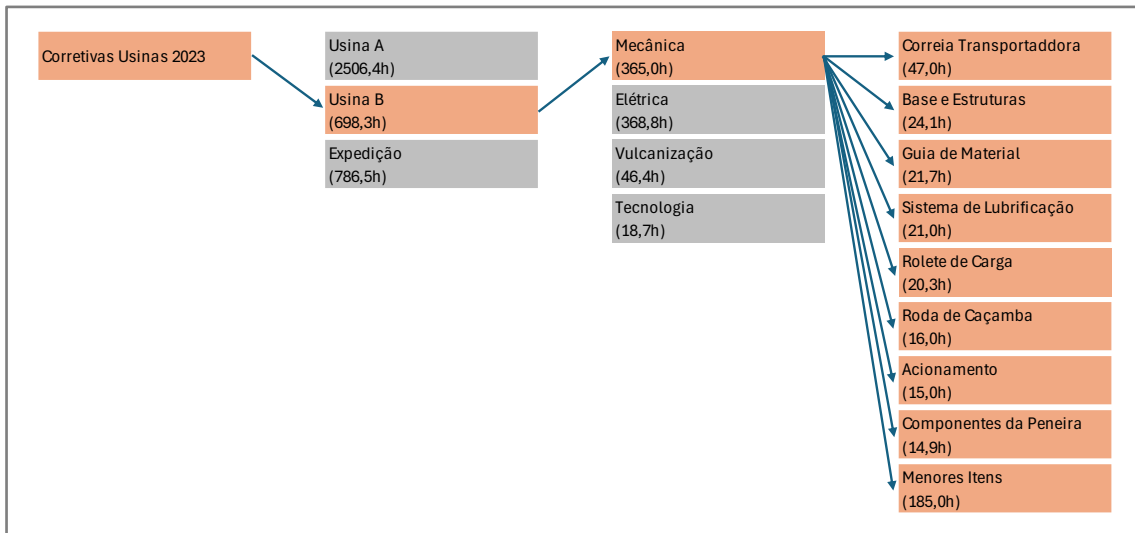 Corretivas Usinas 2023
Usina A
(2506,4h)
Usina B
(698,3h)
Expedição
(786,5h)
Mecânica
(365,0h)
Elétrica
(368,8h)
Vulcanização
(46,4h)
Tecnologia
(18,7h)
Correia Transportaddora
(47,0h)
Base e Estruturas
(24,1h)
Guia de Material
(21,7h)
Sistema de Lubrificação
(21,0h)
Rolete de Carga
(20,3h)
Roda de Caçamba
(16,0h)
Acionamento
(15,0h)
Componentes da Peneira
(14,9h)
Menores Itens
(185,0h)